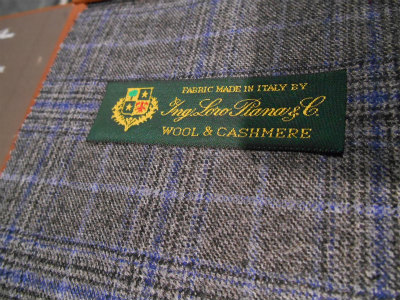 FABRIC MADE IN ITALY BY
Ing. Loro Piana & C.
WOOL & CASHMERE